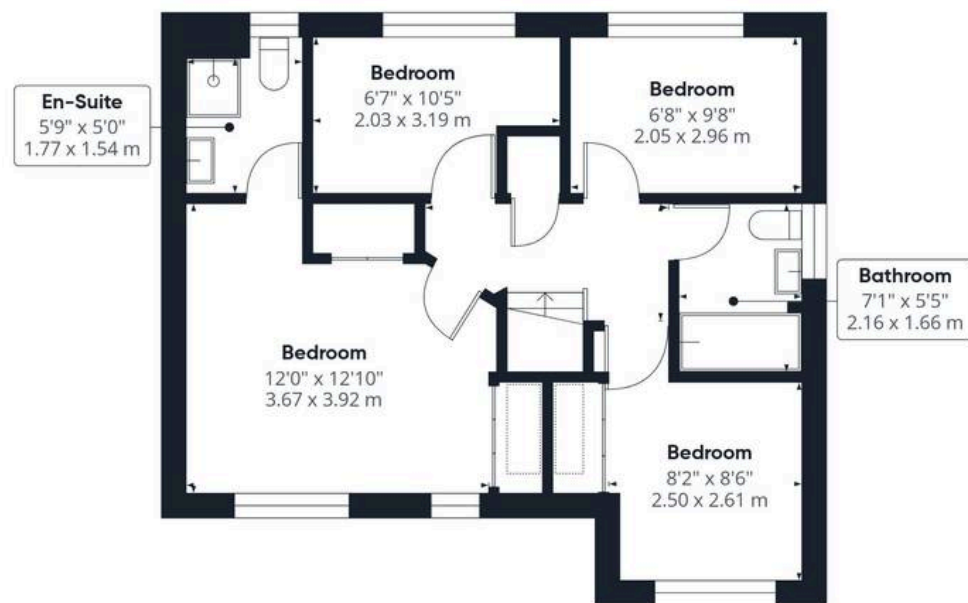 En-Suite
5'9" x 5'0"
1.77 x 1.54 m
Bedroom
6'7" x 10'5"
2.03 x 3.19 m
Bedroom
6'8" x 9'8"
2.05 x 2.96 m
Bathroom
7'1" x 5'5"
2.16 x 1.66 m
Bedroom
12'0" x 12'10"
3.67 x 3.92 m
Bedroom
8'2" x 8'6"
2.50 x 2.61 m